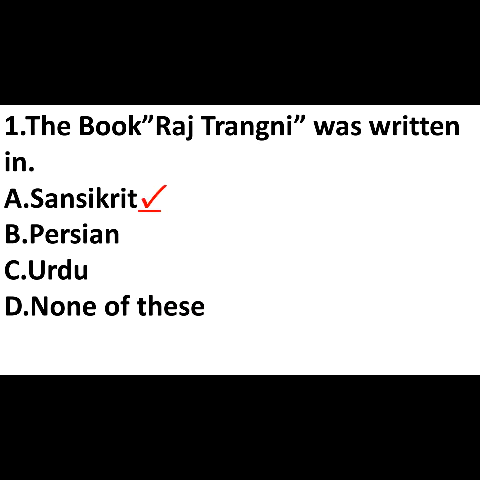 1.The Book”Raj Trangni” was written
in.
A.Sansikrit✓
B.Persian
C.Urdu
D.None of these